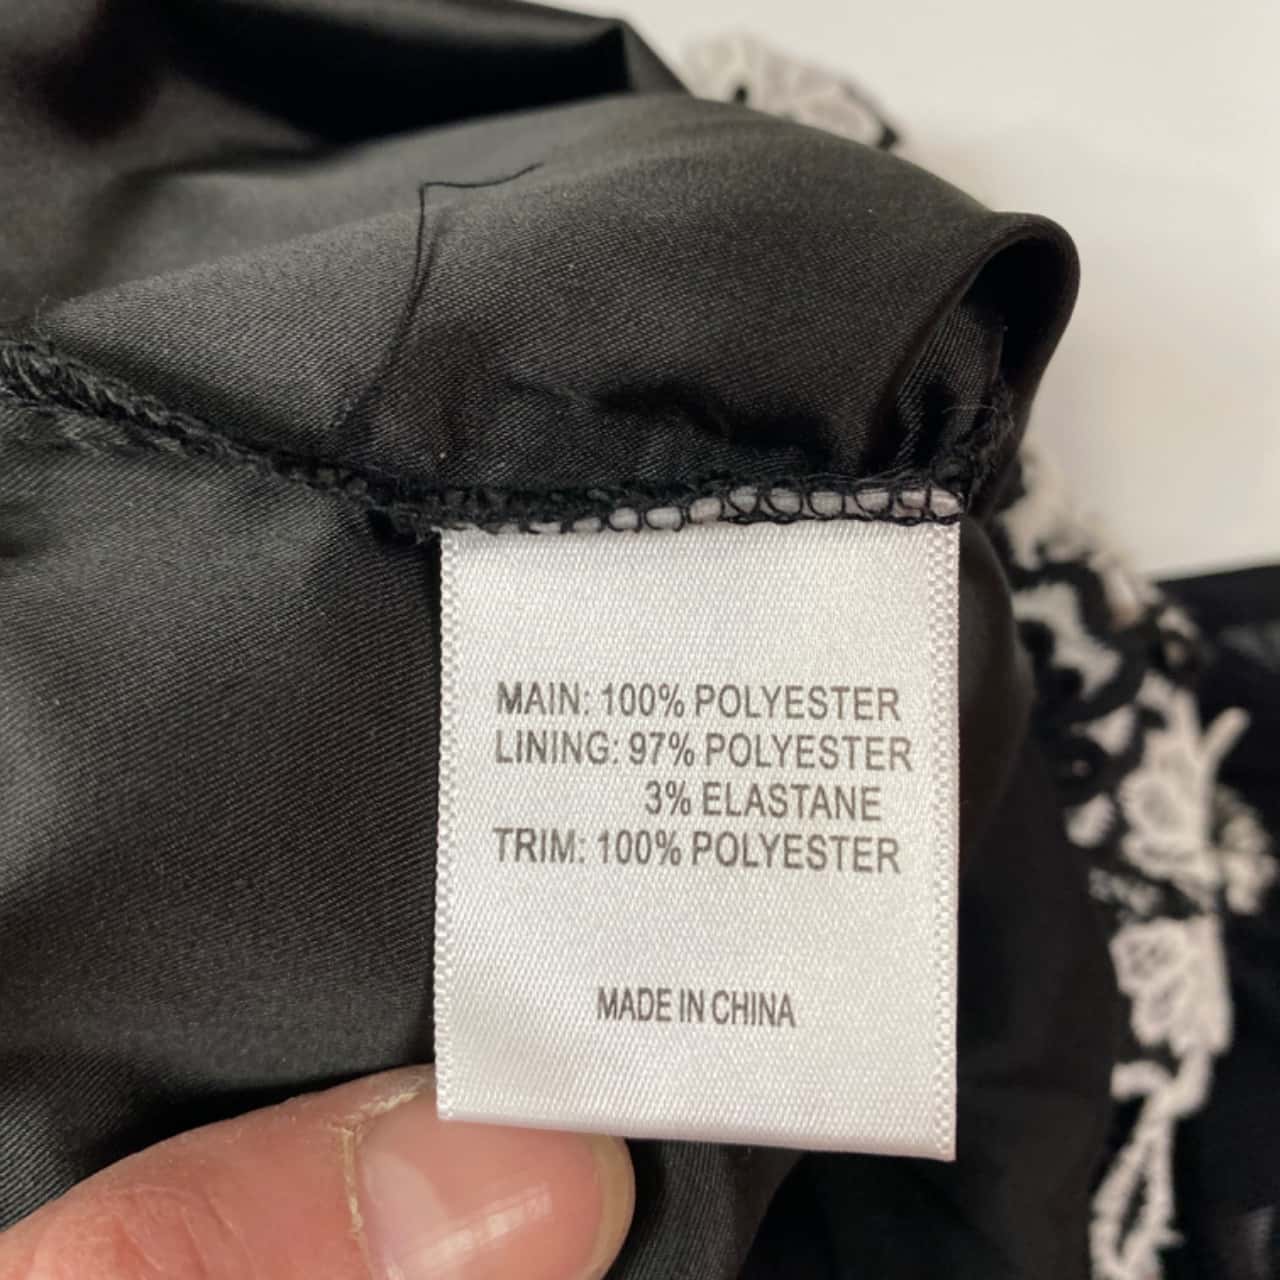 MAIN: 100% POLYESTER
LINING: 97% POLYESTER
3% ELASTANE
TRIM: 100% POLYESTER
MADE IN CHINA